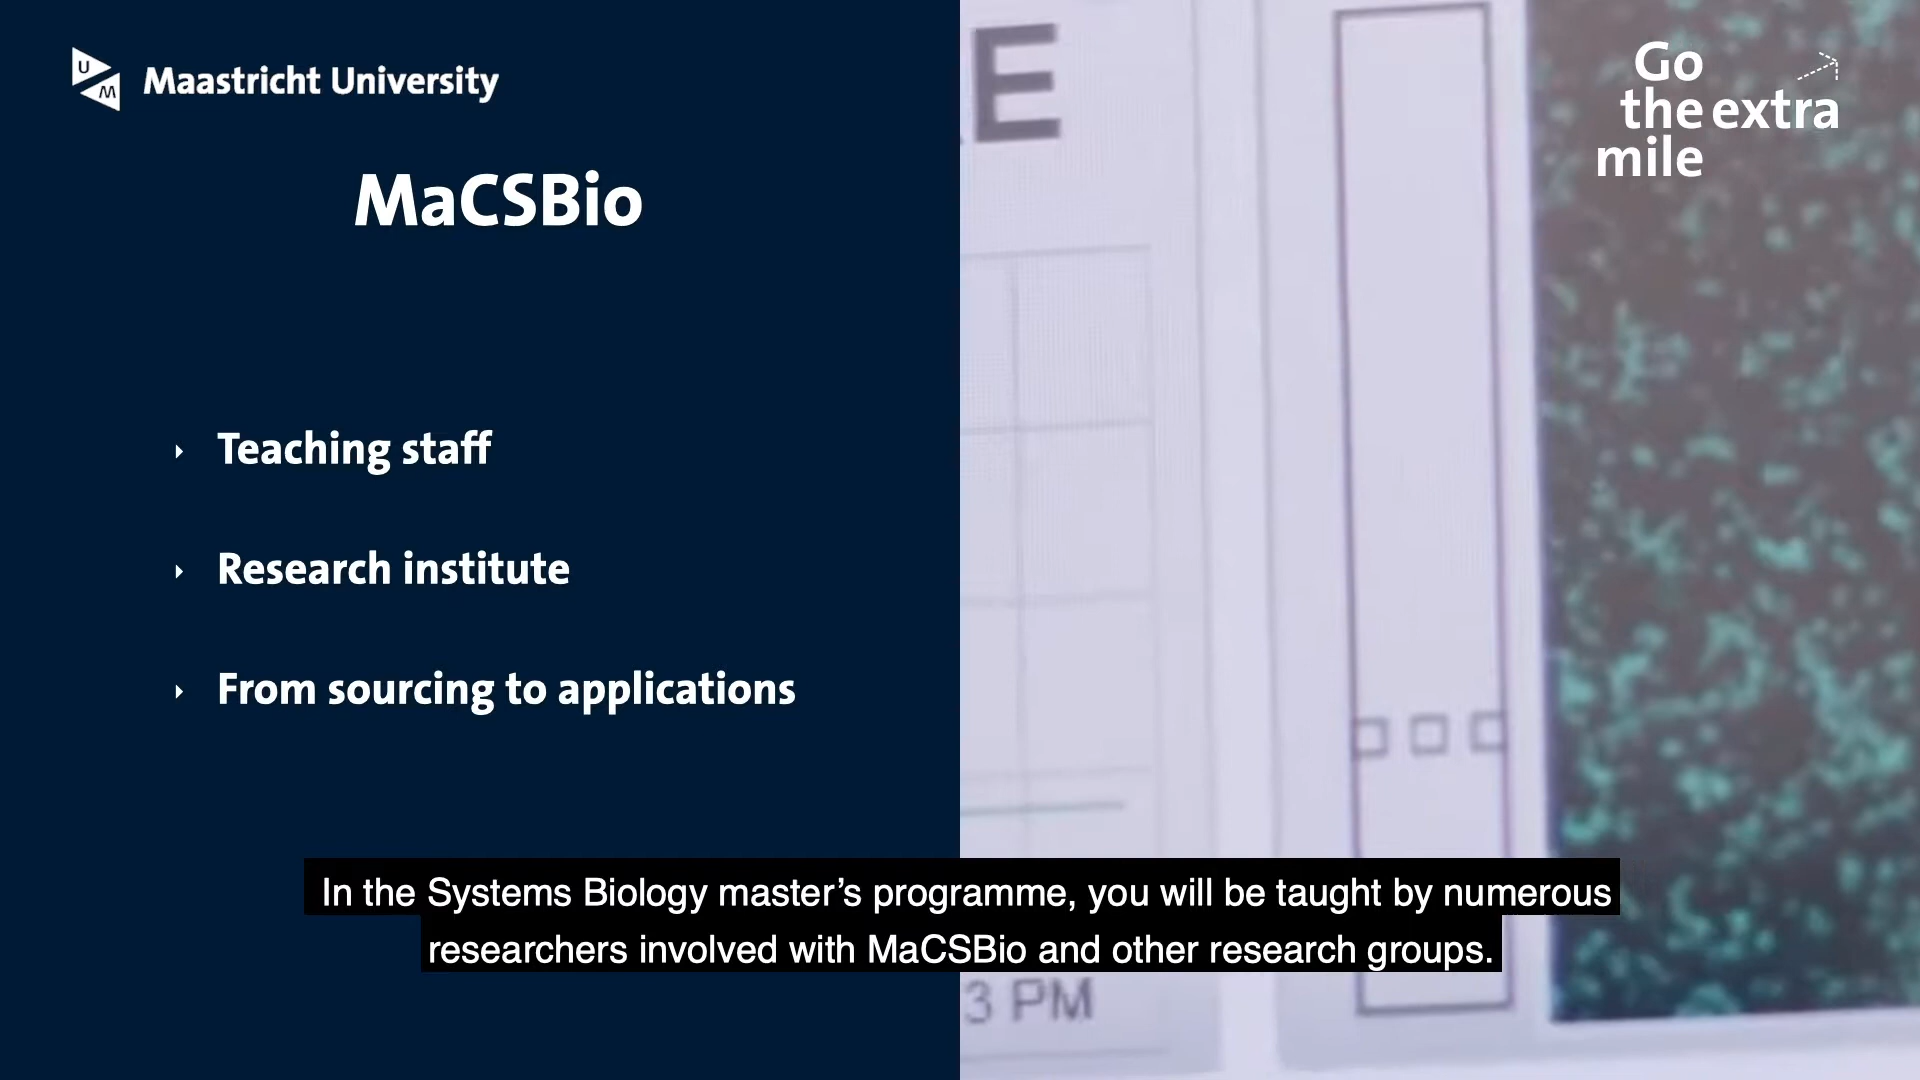 UM
Maastricht University
MaCSBio
Teaching staff
Research institute
From sourcing to applications
E
Go
the extra
mile
In the Systems Biology master’s programme, you will be taught by numerous
researchers involved with MaCSBio and other research groups.
3 PM